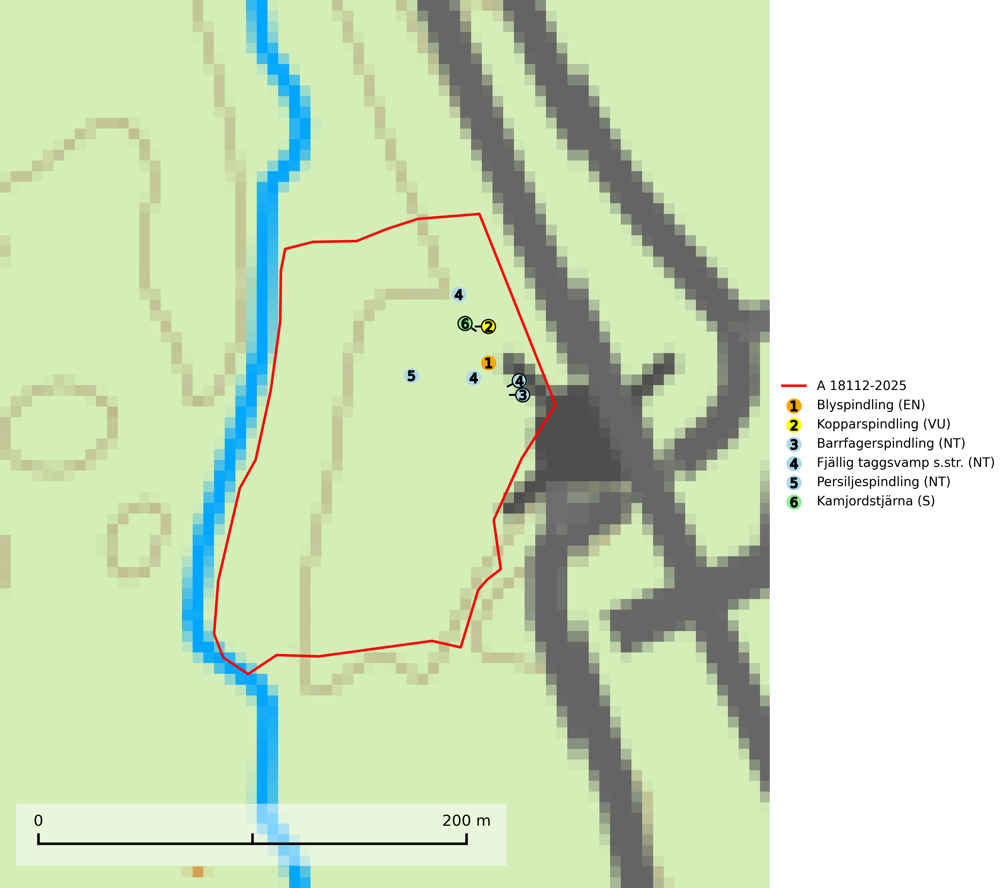 4
6 2
1
5 4 4
3
A 18112-2025
1 Blyspindling (EN)
2 Kopparspindling (VU)
3 Barrfagerspindling (NT)
4 Fjällig taggsvamp s.str. (NT)
5 Persiljespindling (NT)
6 Kamjordstjärna (S)
0 200 m